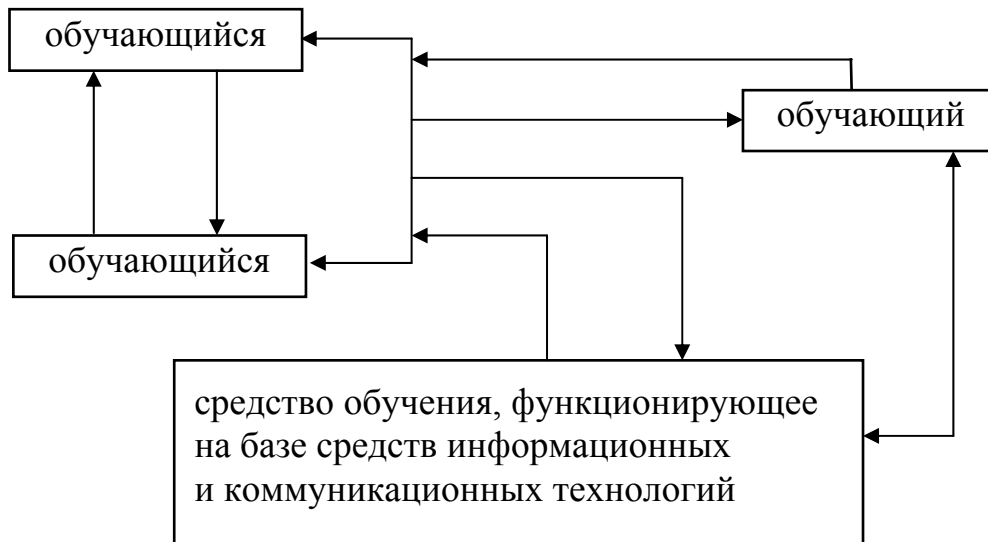 обучающийся
обучающий
обучающийся
средство обучения, функционирующее
на базе средств информационных
и коммуникационных технологий